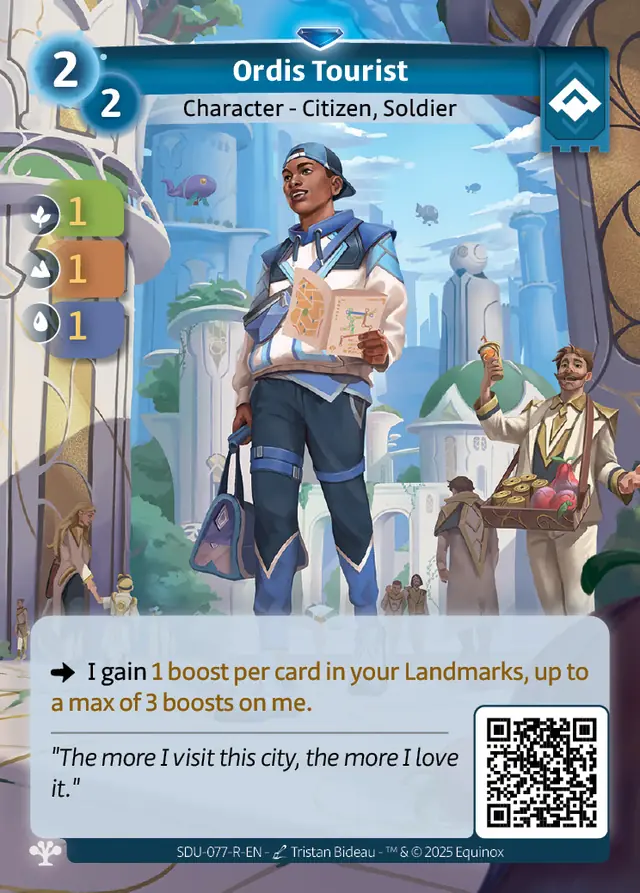 2
2
Ordis Tourist
Character - Citizen, Soldier
1
1
1
I gain 1 boost per card in your Landmarks, up to
a max of 3 boosts on me.
"The more I visit this city, the more I love
it."
SDU-077-R-EN - Tristan Bideau - ™ & © 2025 Equinox